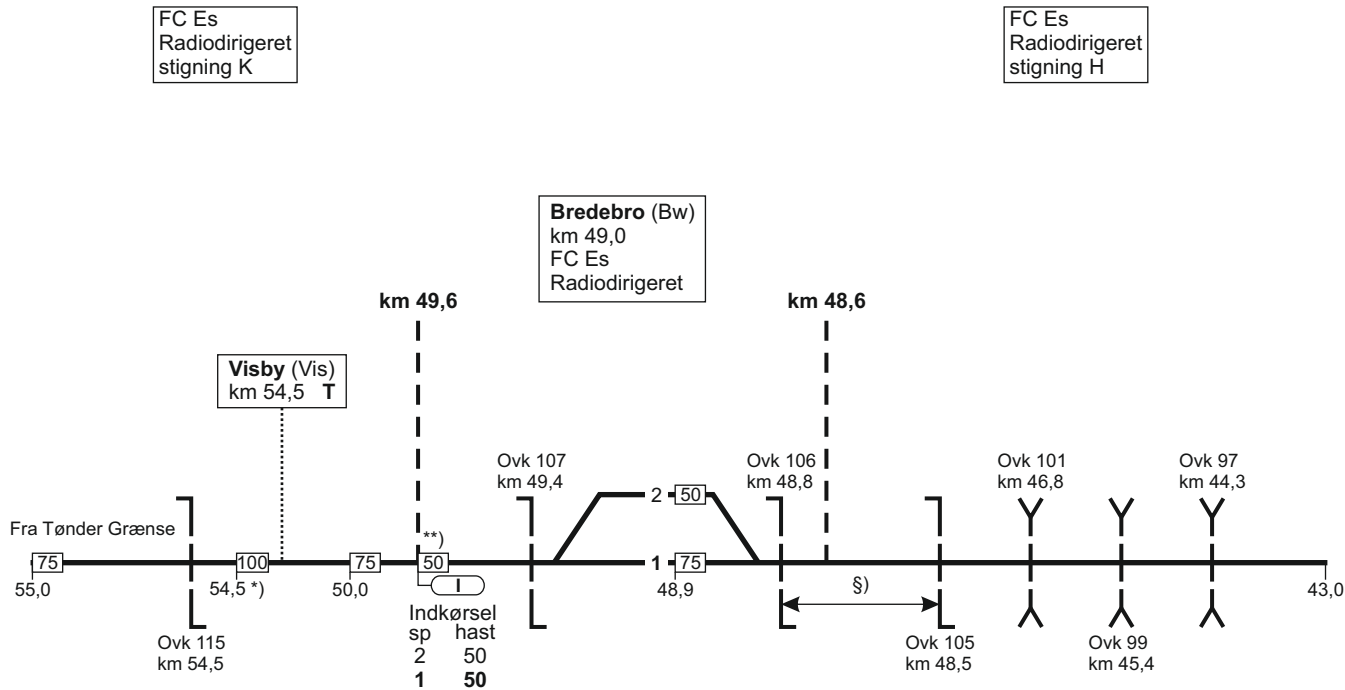 FC Es
Radiodirigeret
stigning K
FC Es
Radiodirigeret
stigning H
Bredebro (Bw)
km 49,0
FC Es
Radiodirigeret
km 49,6
km 48,6
Visby (Vis)
km 54,5 T
Ovk 107
km 49,4
Ovk 106
km 48,8
Ovk 101
km 46,8
Ovk 97
km 44,3
2 50
Fra Tønder Grænse
**)
75
100
75
50
1 75
55,0
54,5 *)
50,0
I
48,9
§)
43,0
Indkørsel
sp hast
2 50
1 50
Ovk 115
km 54,5
Ovk 105
km 48,5
Ovk 99
km 45,4